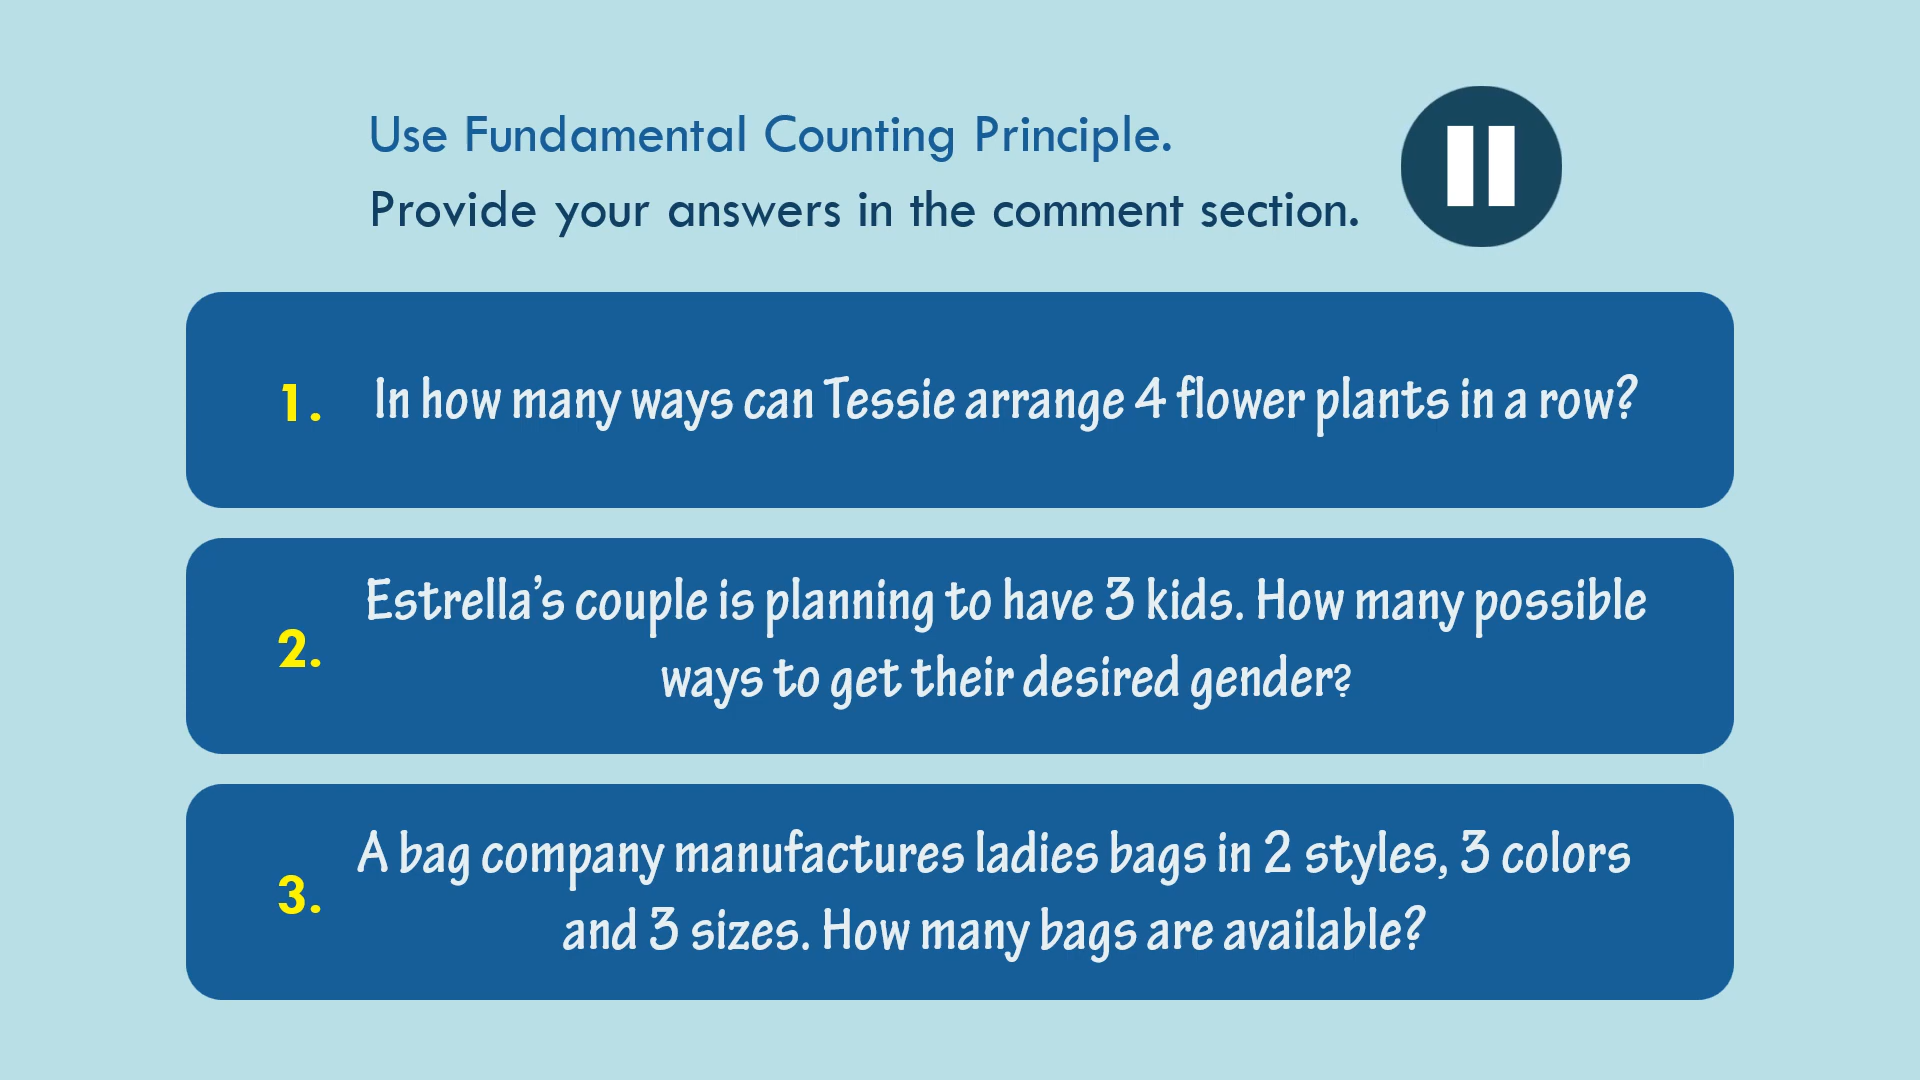 Use Fundamental Counting Principle.
Provide your answers in the comment section.
1. In how many ways can Tessie arrange 4 flower plants in a row?
2. Estrella's couple is planning to have 3 kids. How many possible
ways to get their desired gender?
3. A bag company manufactures ladies bags in 2 styles, 3 colors
and 3 sizes. How many bags are available?